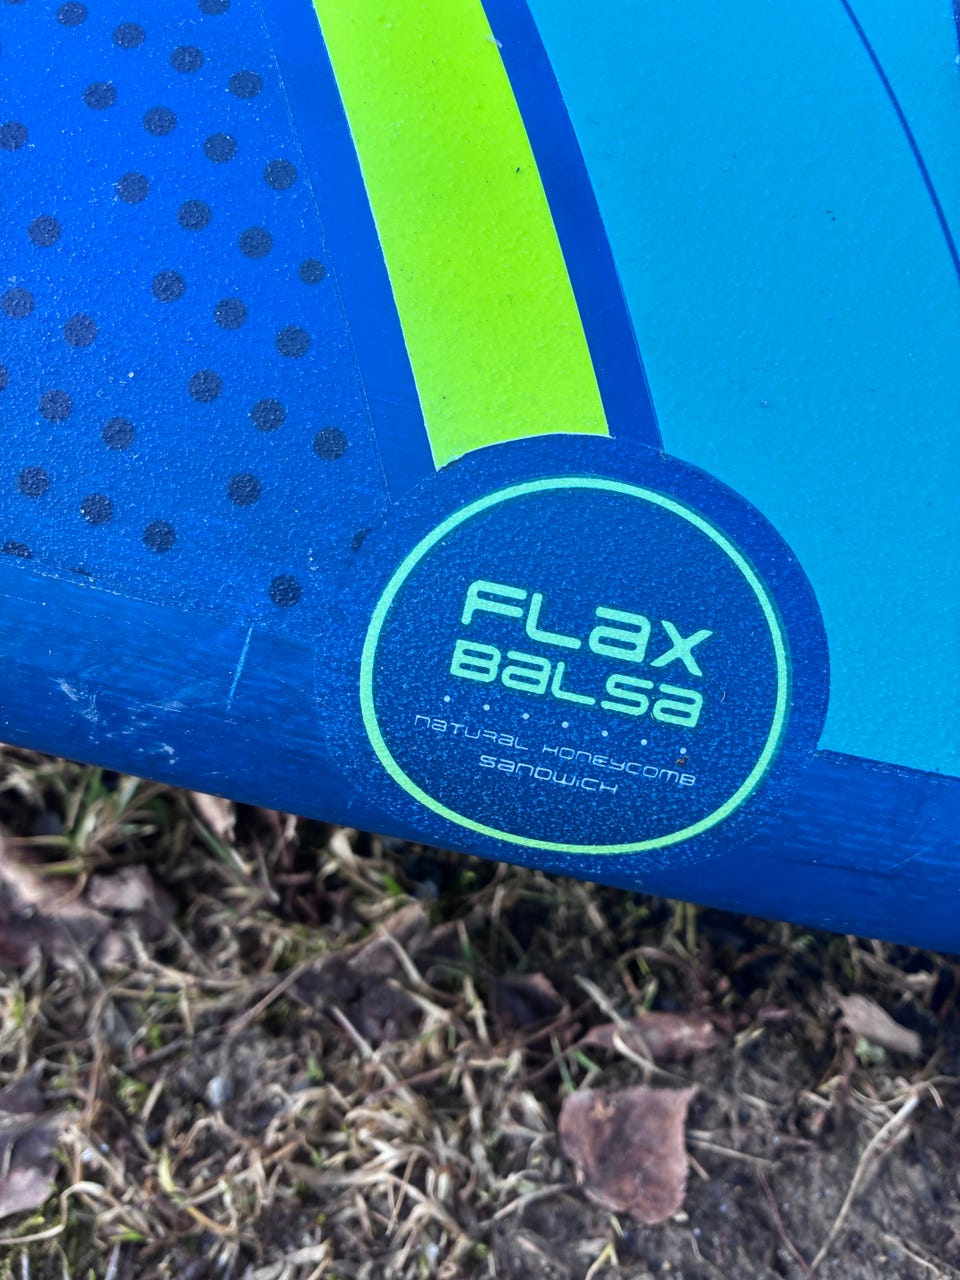 FLax
BaLsa
naTuraL HoneycomB
sanDwicH